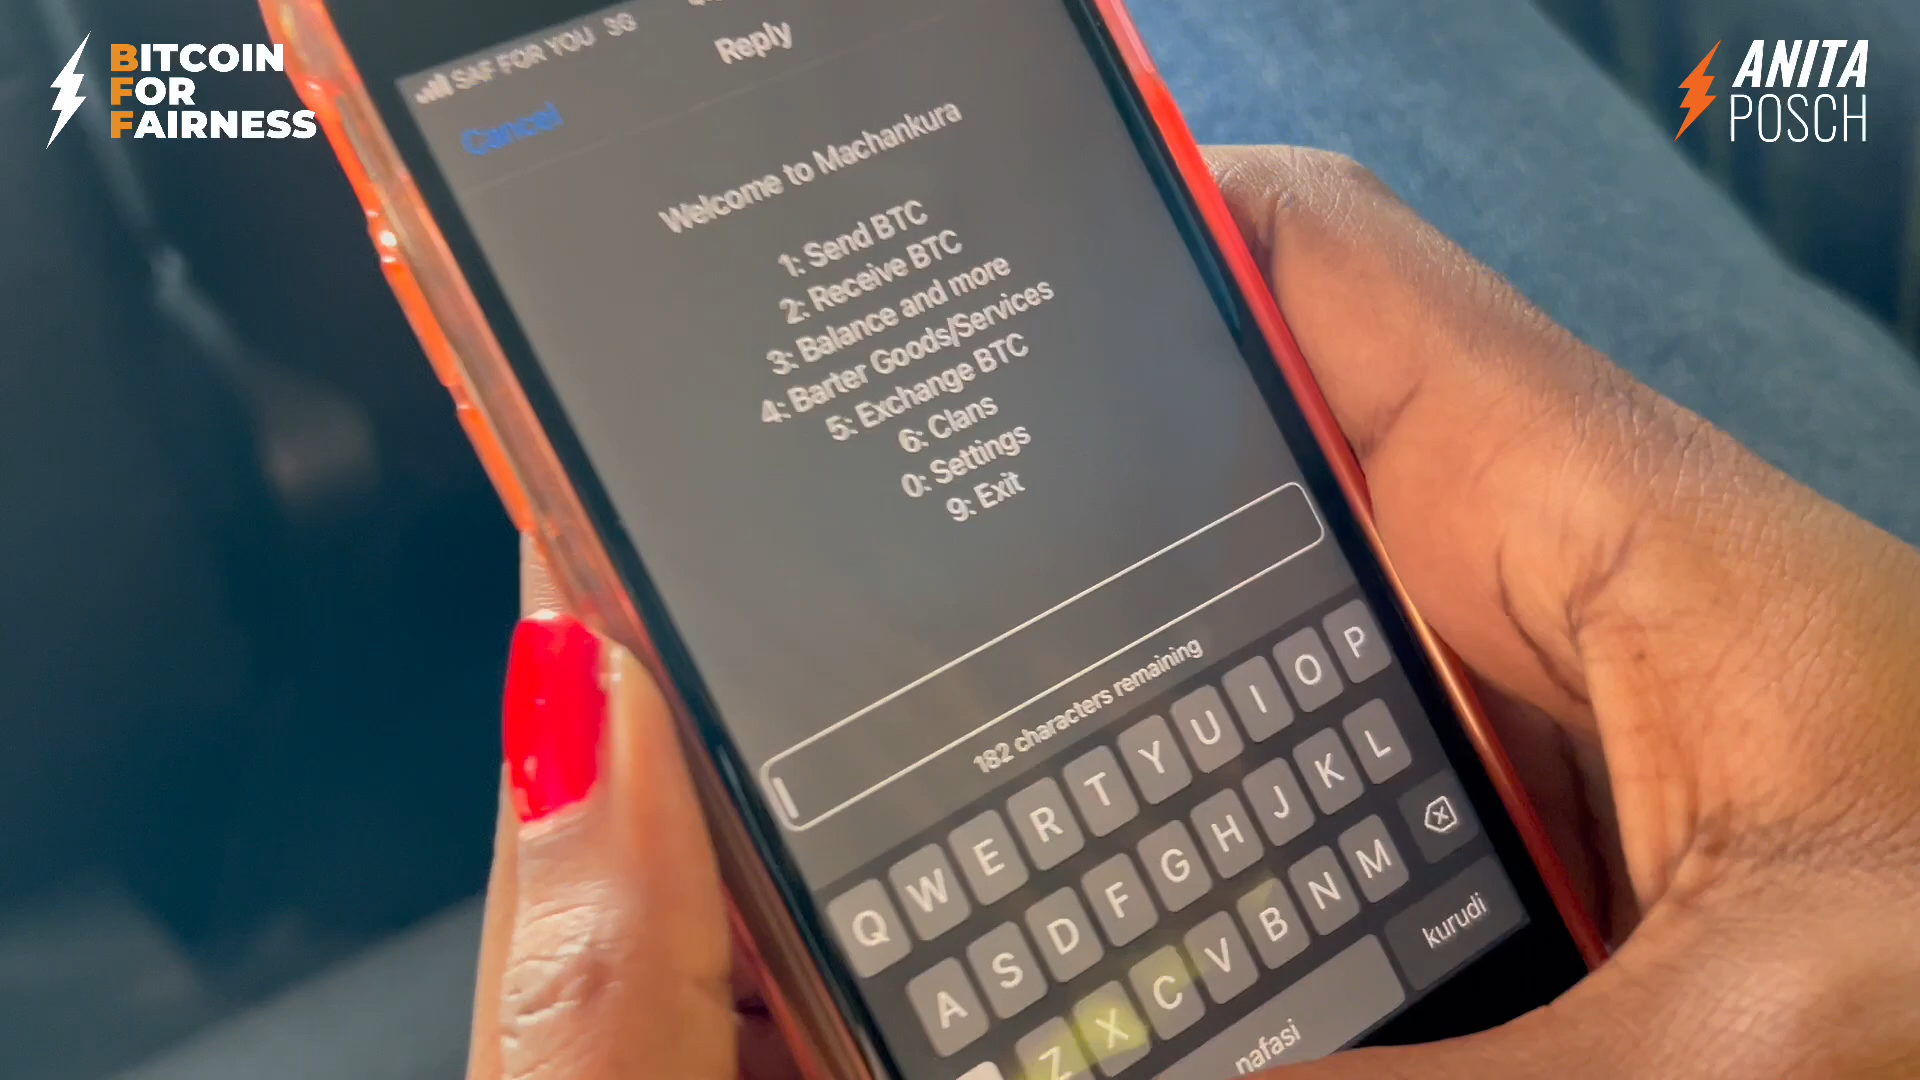 BITCOIN
FOR
FAIRNESS
ANITA
POSCH
SAF FOR YOU 3G
Reply
Cancel
Welcome to Machankura
1: Send BTC
2: Receive BTC
3: Balance and more
4: Barter Goods/Services
5: Exchange BTC
6: Clans
0: Settings
9: Exit
182 characters remaining
Q W E R T Y U I O P
A S D F G H J K L
Z X C V B N M
nafasi kurudi